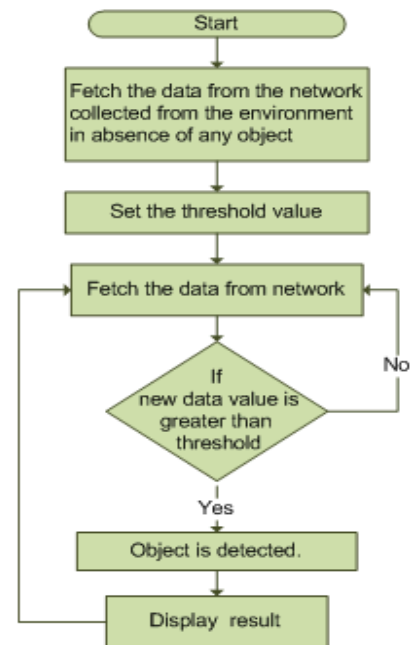 Start
Fetch the data from the network
collected from the environment
in absence of any object
Set the threshold value
Fetch the data from network
If
new data value is
greater than
threshold
No
Yes
Object is detected.
Display result